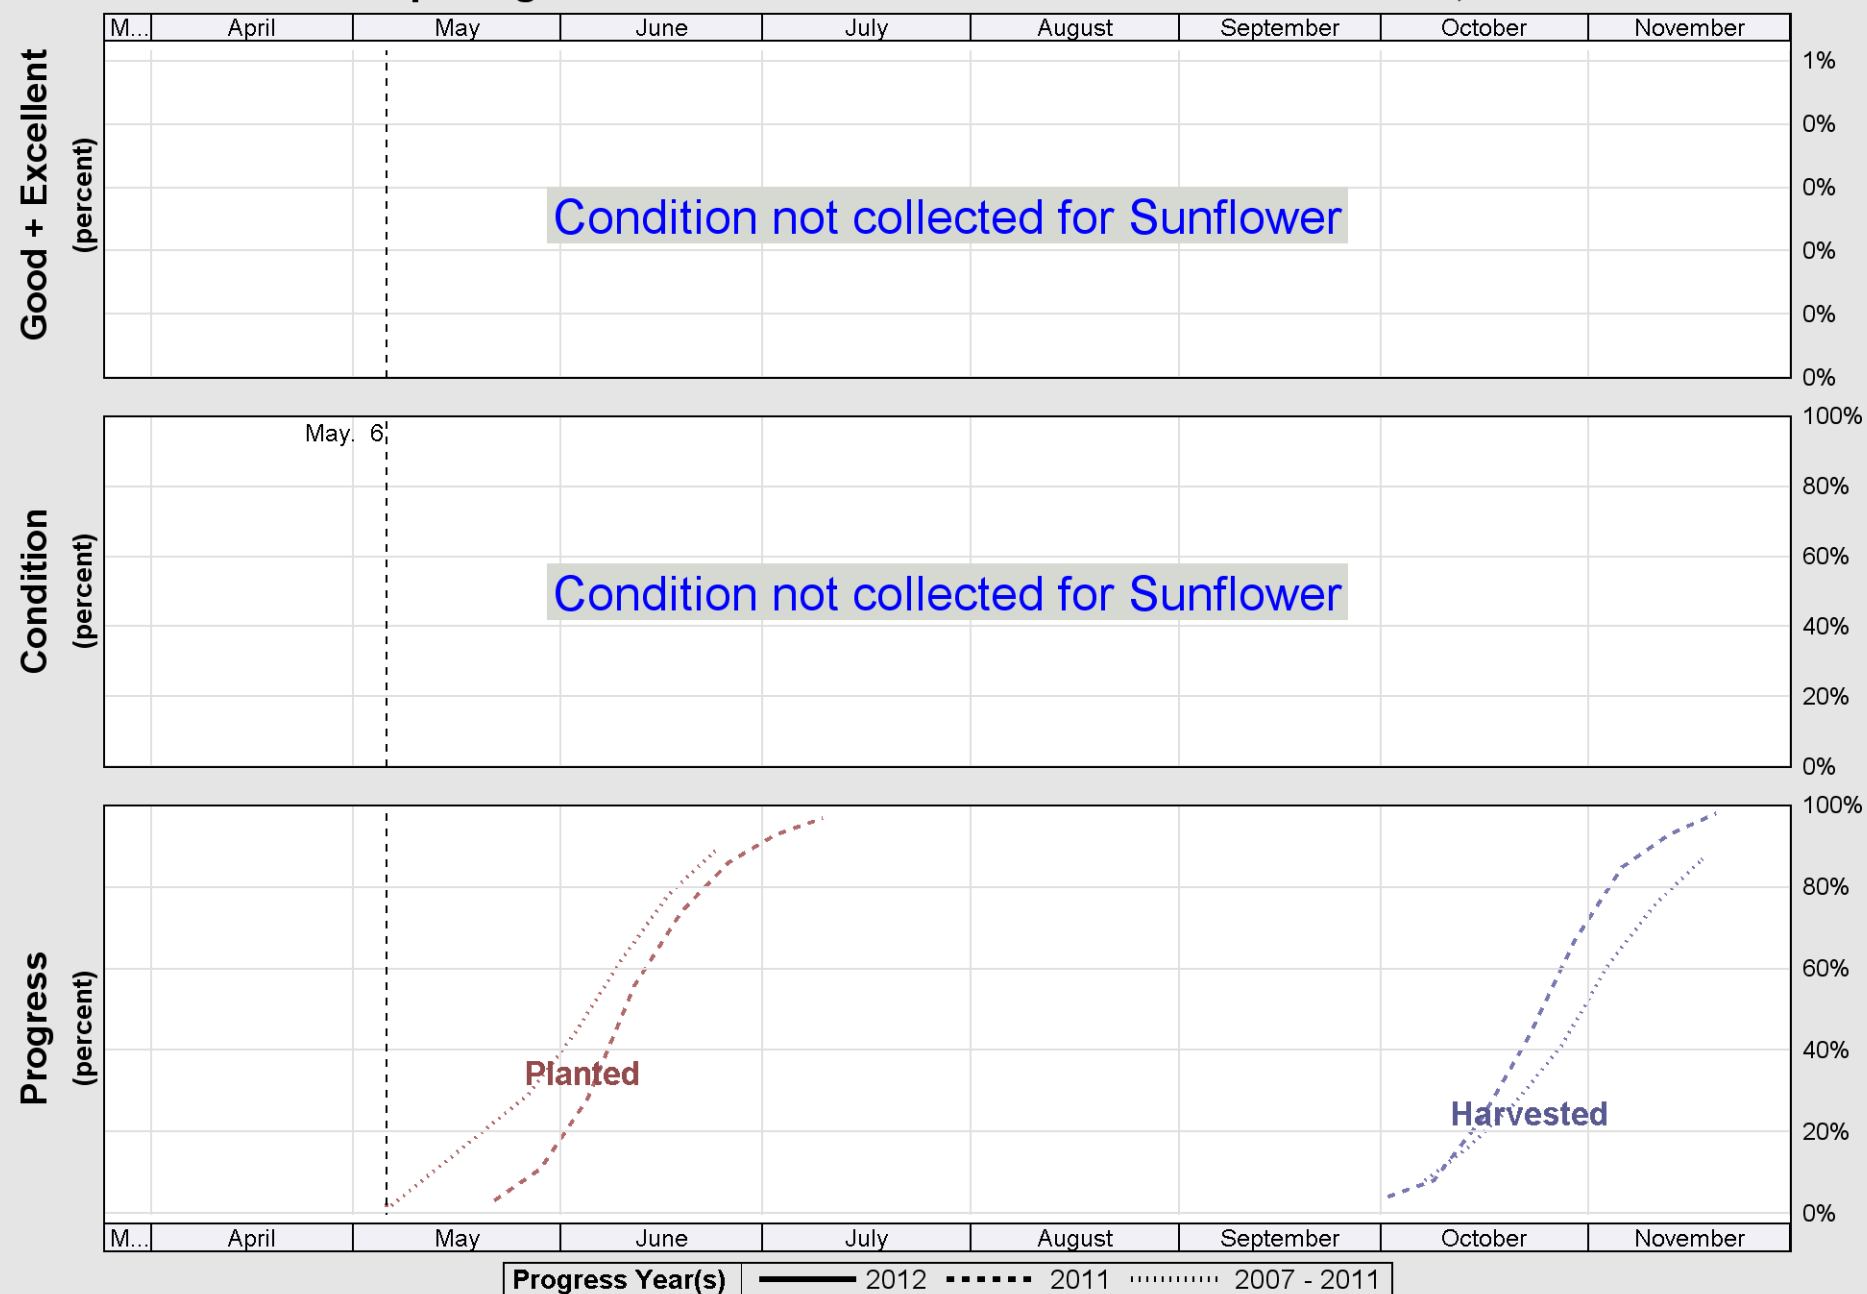 M... April May June July August September October November
Good + Excellent
(percent)
1%
0%
0%
0%
0%
0%
Condition not collected for Sunflower
Condition
(percent)
May. 6
100%
80%
60%
40%
20%
0%
Condition not collected for Sunflower
Progress
(percent)
100%
80%
60%
40%
20%
0%
Planted
Harvested
M... April May June July August September October November
Progress Year(s) 2012 2011 2007 - 2011